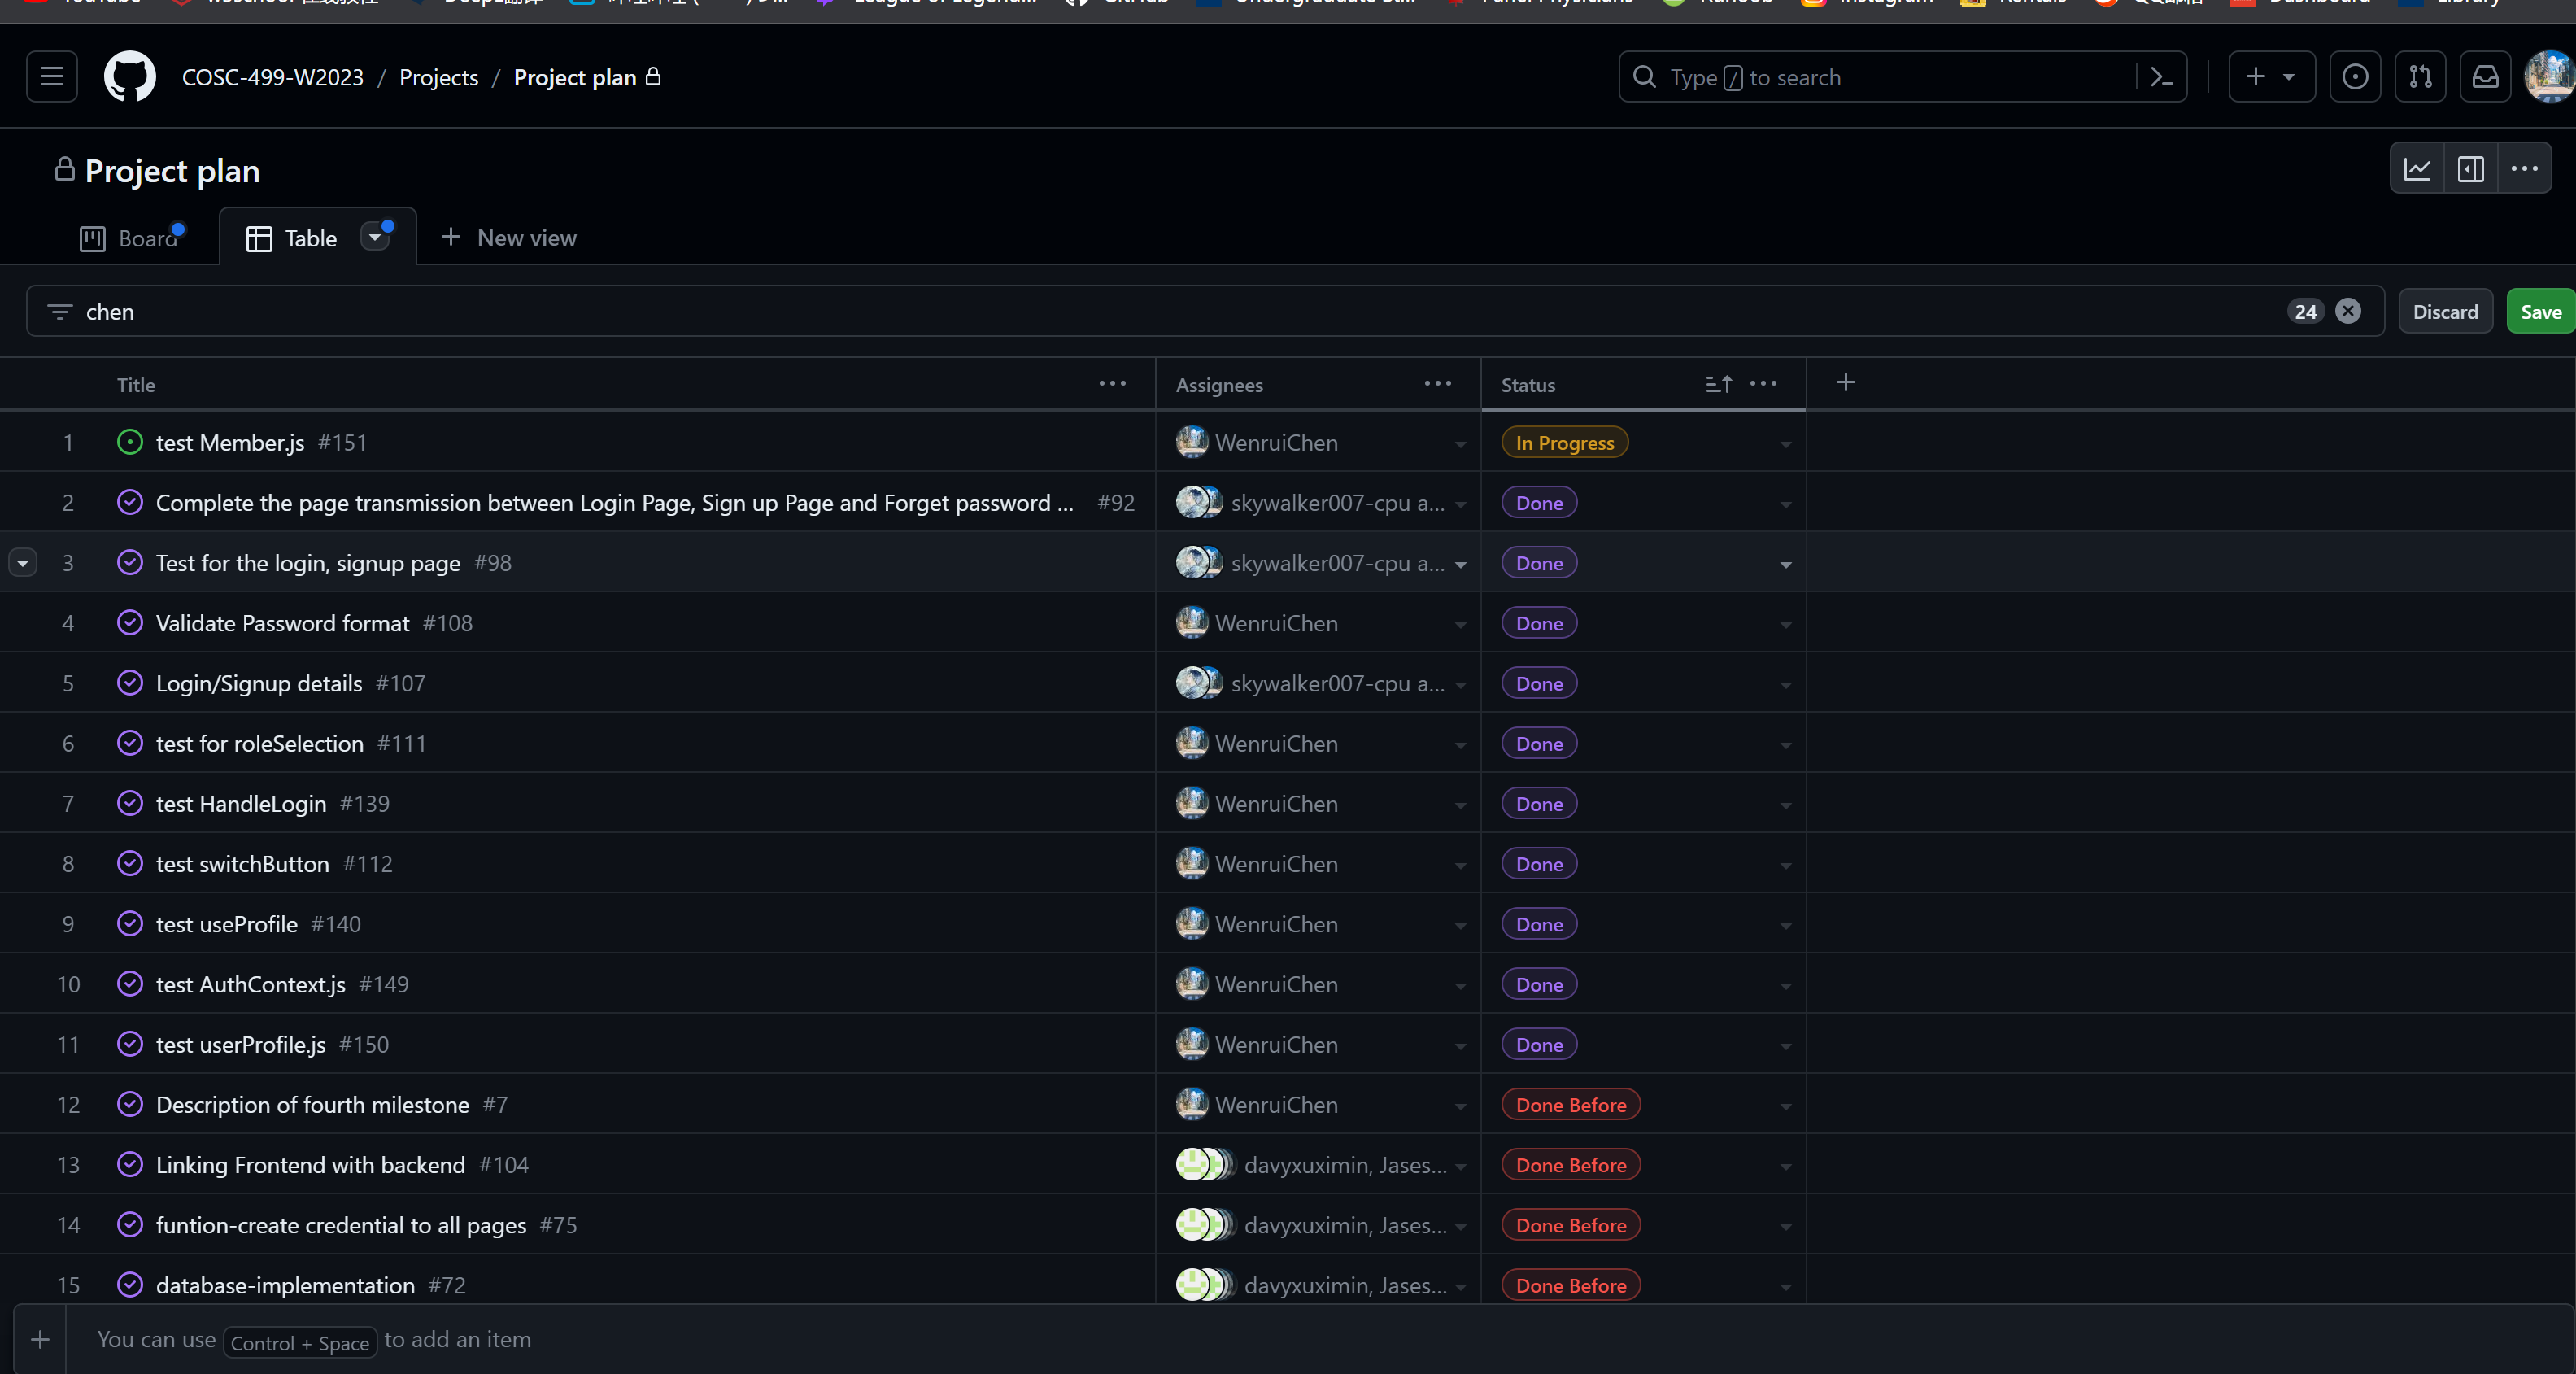 COSC-499-W2023 / Projects / Project plan
Type / to search
Project plan
Board
Table
New view
chen
24
Discard
Save
Title
Assignees
Status
1 test Member.js #151 WenruiChen In Progress
2 Complete the page transmission between Login Page, Sign up Page and Forget password ... #92 skywalker007-cpu a... Done
3 Test for the login, signup page #98 skywalker007-cpu a... Done
4 Validate Password format #108 WenruiChen Done
5 Login/Signup details #107 skywalker007-cpu a... Done
6 test for roleSelection #111 WenruiChen Done
7 test HandleLogin #139 WenruiChen Done
8 test switchButton #112 WenruiChen Done
9 test useProfile #140 WenruiChen Done
10 test AuthContext.js #149 WenruiChen Done
11 test userProfile.js #150 WenruiChen Done
12 Description of fourth milestone #7 WenruiChen Done Before
13 Linking Frontend with backend #104 davyxuximin, Jases... Done Before
14 funtion-create credential to all pages #75 davyxuximin, Jases... Done Before
15 database-implementation #72 davyxuximin, Jases... Done Before
You can use Control + Space to add an item